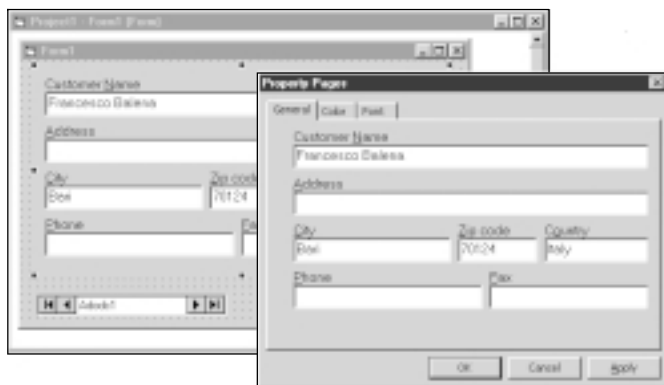 Project1 - Form1 (Form)
Form1
Customer Name
Francesco Balena
Address
City
Zip code
Bari
70124
Phone
Fa
Adodc1
Property Pages
General Color Font
Customer Name
Francesco Balena
Address
City Zip code Country
Bari 70124 Italy
Phone Fax
OK Cancel Apply